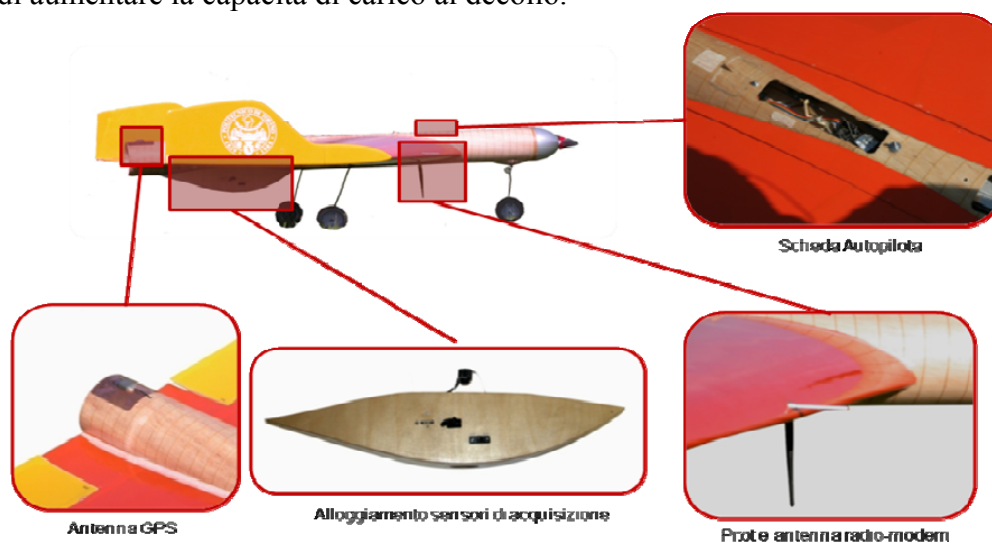 di aumentare la capacità di carico al decollo.
Scheda Autopilota
Antenna GPS
Alloggiamento sensori di acquisizione
Pitot e antenna radio-modem